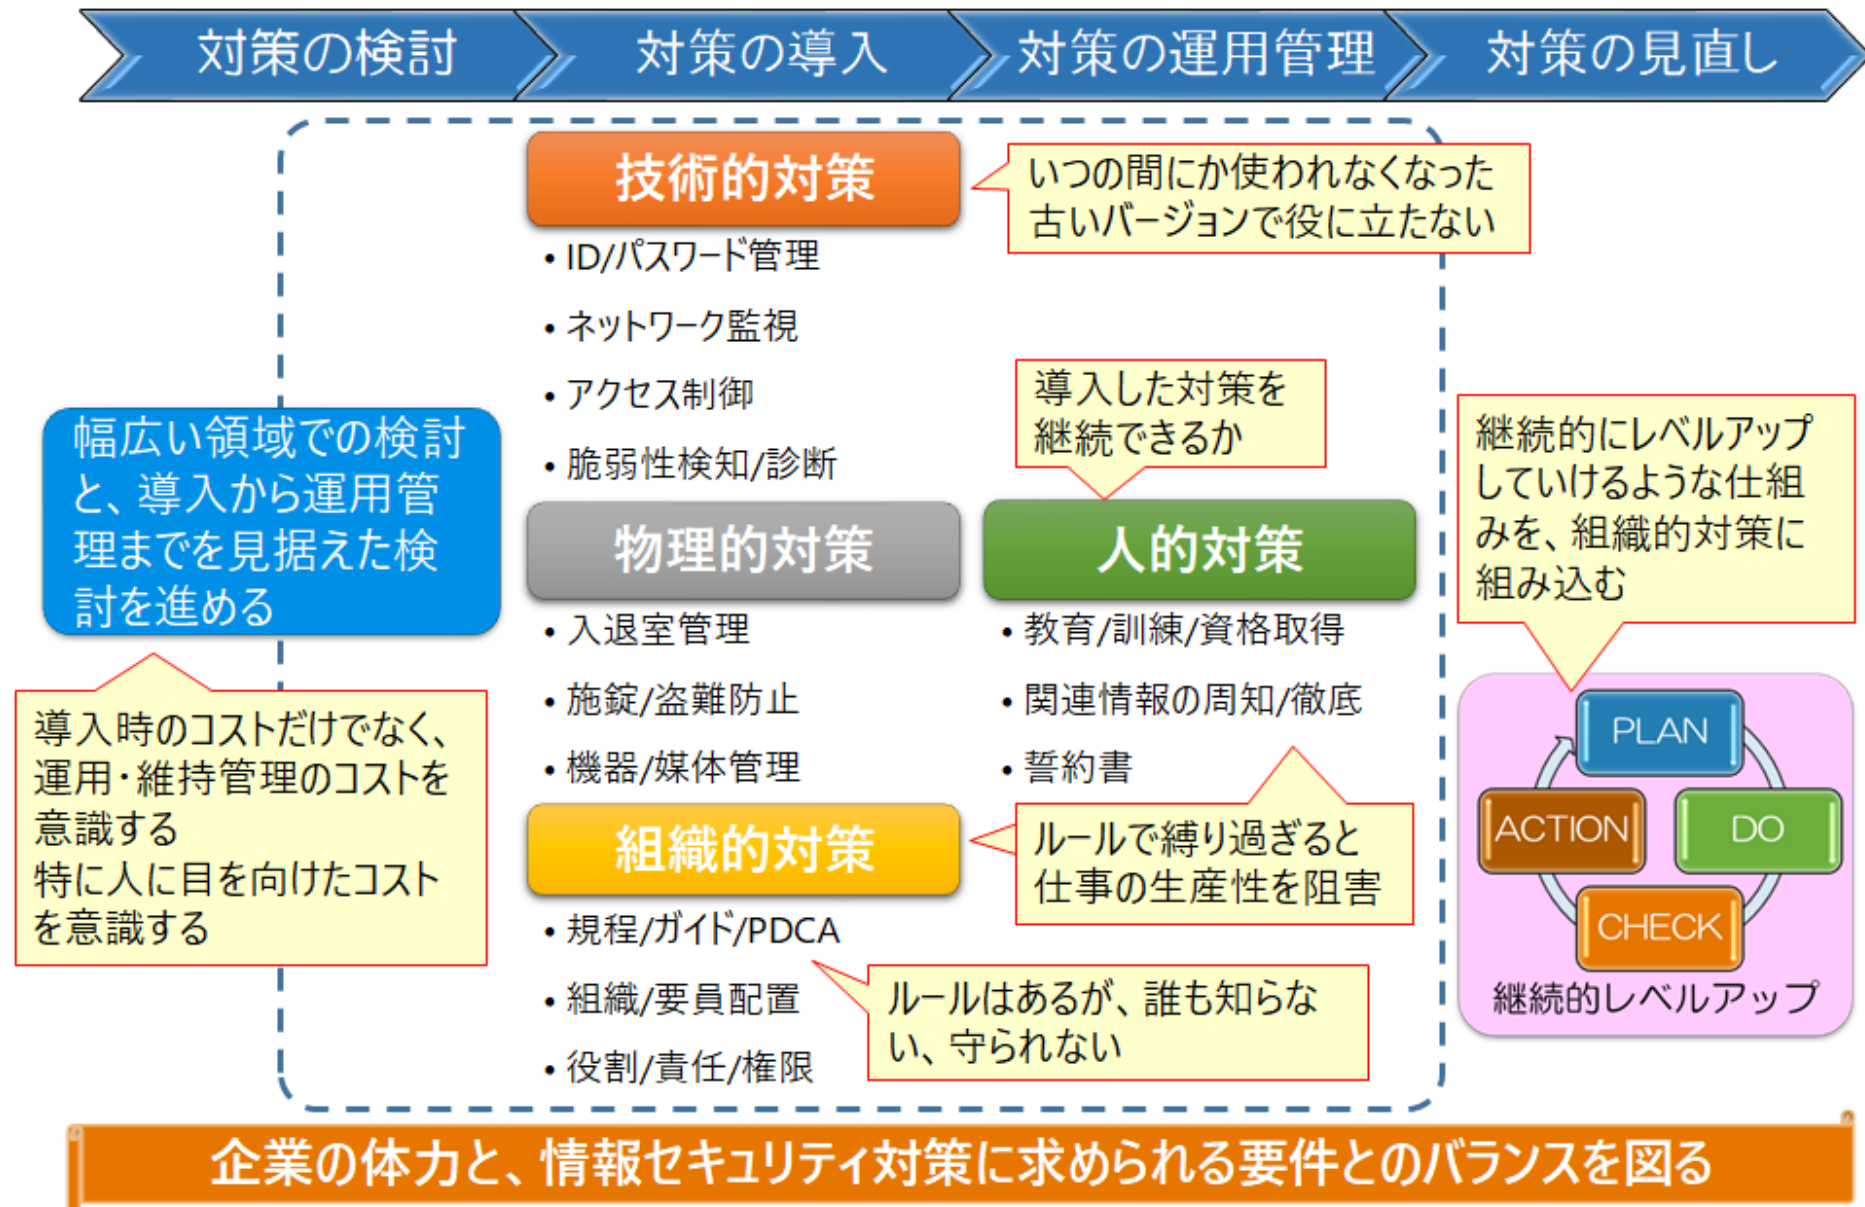 対策の検討
対策の導入
対策の運用管理
対策の見直し
技術的対策
いつの間にか使われなくなった
古いバージョンで役に立たない
• ID/パスワード管理
• ネットワーク監視
• アクセス制御
• 脆弱性検知/診断
導入した対策を
継続できるか
幅広い領域での検討
と、導入から運用管
理までを見据えた検
討を進める
導入時のコストだけでなく、
運用・維持管理のコストを
意識する
特に人に目を向けたコスト
を意識する
物理的対策
• 入退室管理
• 施錠/盗難防止
• 機器/媒体管理
人的対策
• 教育/訓練/資格取得
• 関連情報の周知/徹底
• 誓約書
組織的対策
ルールで縛り過ぎると
仕事の生産性を阻害
• 規程/ガイド/PDCA
• 組織/要員配置
• 役割/責任/権限
ルールはあるが、誰も知らな
い、守られない
継続的にレベルアップ
していけるような仕組
みを、組織的対策に
組み込む
PLAN
ACTION
DO
CHECK
継続的レベルアップ
企業の体力と、情報セキュリティ対策に求められる要件とのバランスを図る